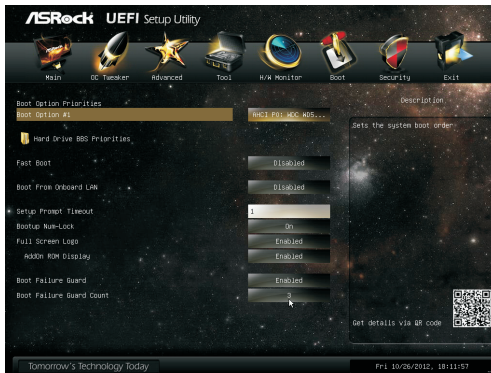 ASRock UEFI Setup Utility
Main OC Tweaker Advanced Tool H/W Monitor Boot Security Exit
Boot Option Priorities
Boot Option #1 AHCI P0: WDC WD5...
Hard Drive BBS Priorities
Fast Boot Disabled
Boot From Onboard LAN Disabled
Setup Prompt Timeout 1
Bootup Num-Lock On
Full Screen Logo Enabled
AddOn ROM Display Enabled
Boot Failure Guard Enabled
Boot Failure Guard Count 3
Description
Sets the system boot order
Get details via QR code
Tomorrow's Technology Today
Fri 10/26/2012, 18:11:57